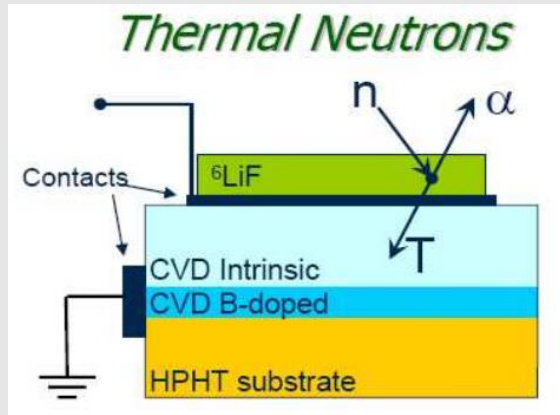 Thermal Neutrons
n
α
Contacts
⁶LiF
T
CVD Intrinsic
CVD B-doped
HPHT substrate